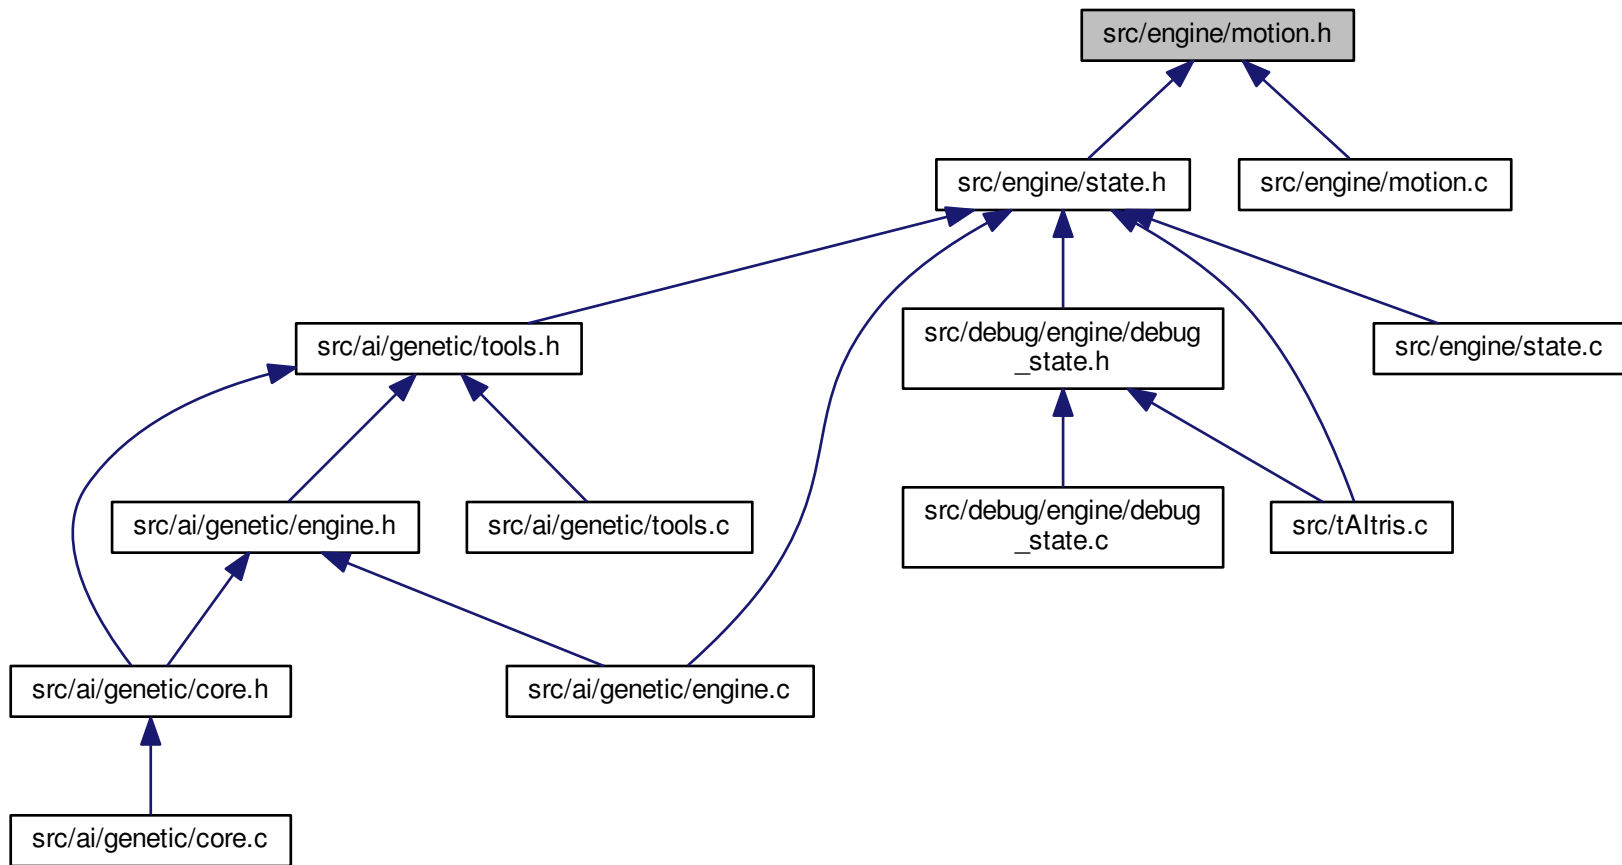 src/engine/motion.h
src/engine/state.h
src/engine/motion.c
src/ai/genetic/tools.h
src/debug/engine/debug
_state.h
src/engine/state.c
src/ai/genetic/engine.h
src/ai/genetic/tools.c
src/debug/engine/debug
_state.c
src/tAItris.c
src/ai/genetic/core.h
src/ai/genetic/engine.c
src/ai/genetic/core.c